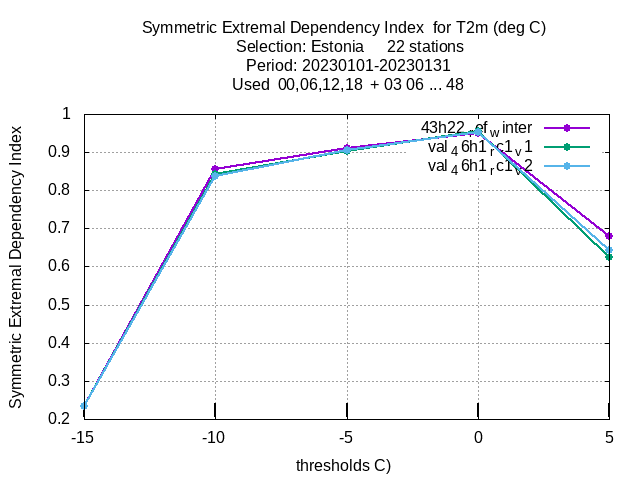 Symmetric Extremal Dependency Index  for T2m (deg C)
Selection: Estonia     22 stations
Period: 20230101-20230131
Used  00,06,12,18  + 03 06 ... 48
Symmetric Extremal Dependency Index
1
0.9
0.8
0.7
0.6
0.5
0.4
0.3
0.2
-15
-10
-5
0
5
thresholds C)
val_46h1_rc1_v1
val_46h1_rc1_v2